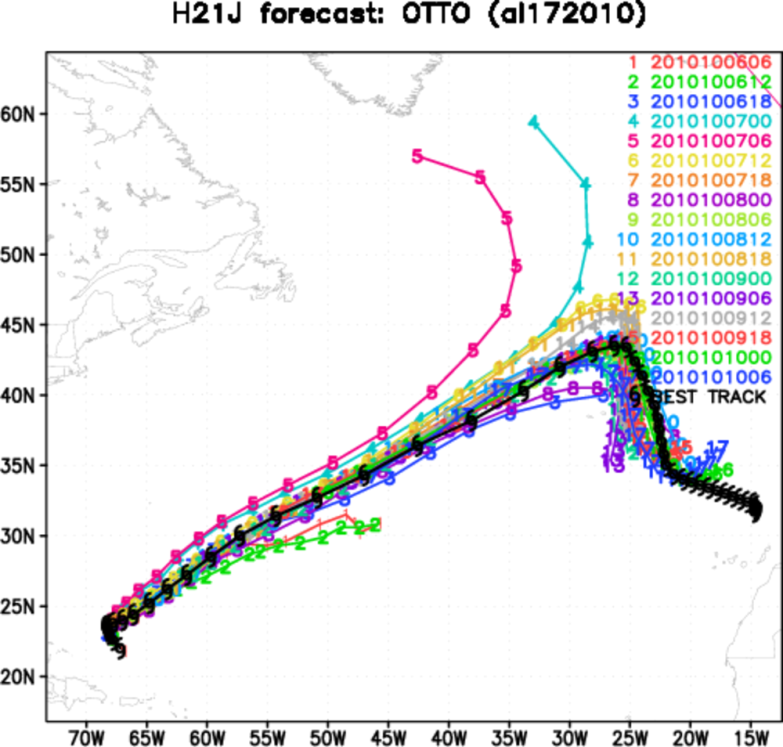 H21J forecast: OTTO (al172010)
1 2010100606
2 2010100612
3 2010100618
4 2010100700
5 2010100706
6 2010100712
7 2010100718
8 2010100800
9 2010100806
10 2010100812
11 2010100818
12 2010100900
13 2010100906
2010100912
2010100918
2010101000
2010101006
BEST TRACK
60N
55N
50N
45N
40N
35N
30N
25N
20N
70W 65W 60W 55W 50W 45W 40W 35W 30W 25W 20W 15W